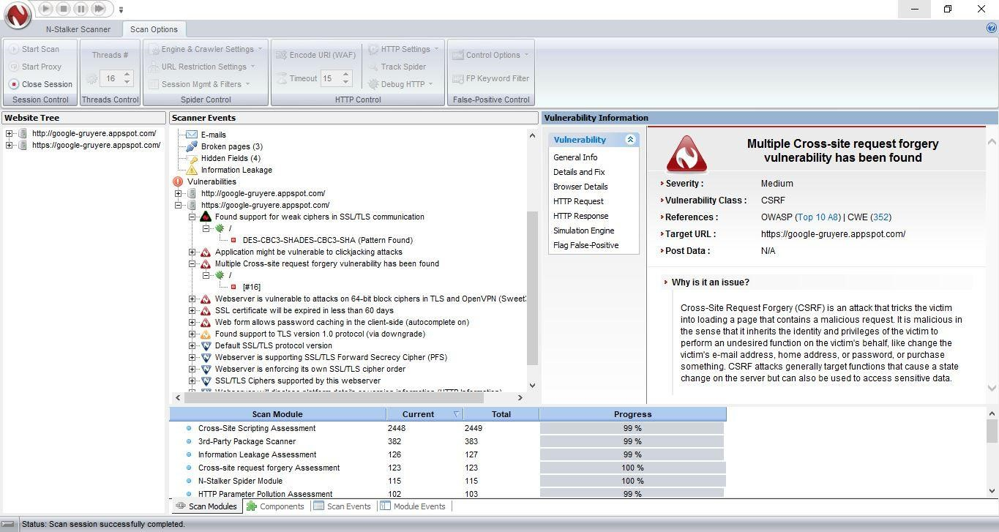 N-Stalker Scanner
Scan Options
Start Scan
Start Proxy
Close Session
Session Control
Threads #
16
Threads Control
Engine & Crawler Settings
URL Restriction Settings
Session Mgmt & Filters
Spider Control
Encode URI (WAF)
Timeout 15
HTTP Settings
Track Spider
Debug HTTP
HTTP Control
Control Options
FP Keyword Filter
False-Positive Control
Website Tree
http://google-gruyere.appspot.com/
https://google-gruyere.appspot.com/
Scanner Events
E-mails
Broken pages (3)
Hidden Fields (4)
Information Leakage
Vulnerabilities
http://google-gruyere.appspot.com/
https://google-gruyere.appspot.com/
Found support for weak ciphers in SSL/TLS communication
/
DES-CBC3-SHADES-CBC3-SHA (Pattern Found)
Application might be vulnerable to clickjacking attacks
Multiple Cross-site request forgery vulnerability has been found
/
[#16]
Webserver is vulnerable to attacks on 64-bit block ciphers in TLS and OpenVPN (Sweet3
SSL certificate will be expired in less than 60 days
Web form allows password caching in the client-side (autocomplete on)
Found support to TLS version 1.0 protocol (via downgrade)
Default SSL/TLS protocol version
Webserver is supporting SSL/TLS Forward Secrecy Cipher (PFS)
Webserver is enforcing its own SSL/TLS cipher order
SSL/TLS Ciphers supported by this webserver
Webserver will disclose platform details or version information (HTTP Information)
Vulnerability Information
Vulnerability
General Info
Details and Fix
Browser Details
HTTP Request
HTTP Response
Simulation Engine
Flag False-Positive
Multiple Cross-site request forgery
vulnerability has been found
Severity : Medium
Vulnerability Class : CSRF
References : OWASP (Top 10 A8) | CWE (352)
Target URL : https://google-gruyere.appspot.com/
Post Data : N/A
Why is it an issue?
Cross-Site Request Forgery (CSRF) is an attack that tricks the victim
into loading a page that contains a malicious request. It is malicious in
the sense that it inherits the identity and privileges of the victim to
perform an undesired function on the victim's behalf, like change the
victim's e-mail address, home address, or password, or purchase
something. CSRF attacks generally target functions that cause a state
change on the server but can also be used to access sensitive data.
Scan Module Current Total Progress
Cross-Site Scripting Assessment 2448 2449 99 %
3rd-Party Package Scanner 382 383 99 %
Information Leakage Assessment 126 127 99 %
Cross-site request forgery Assessment 123 123 100 %
N-Stalker Spider Module 115 115 100 %
HTTP Parameter Pollution Assessment 102 103 99 %
Scan Modules
Components
Scan Events
Module Events
Status: Scan session successfully completed.